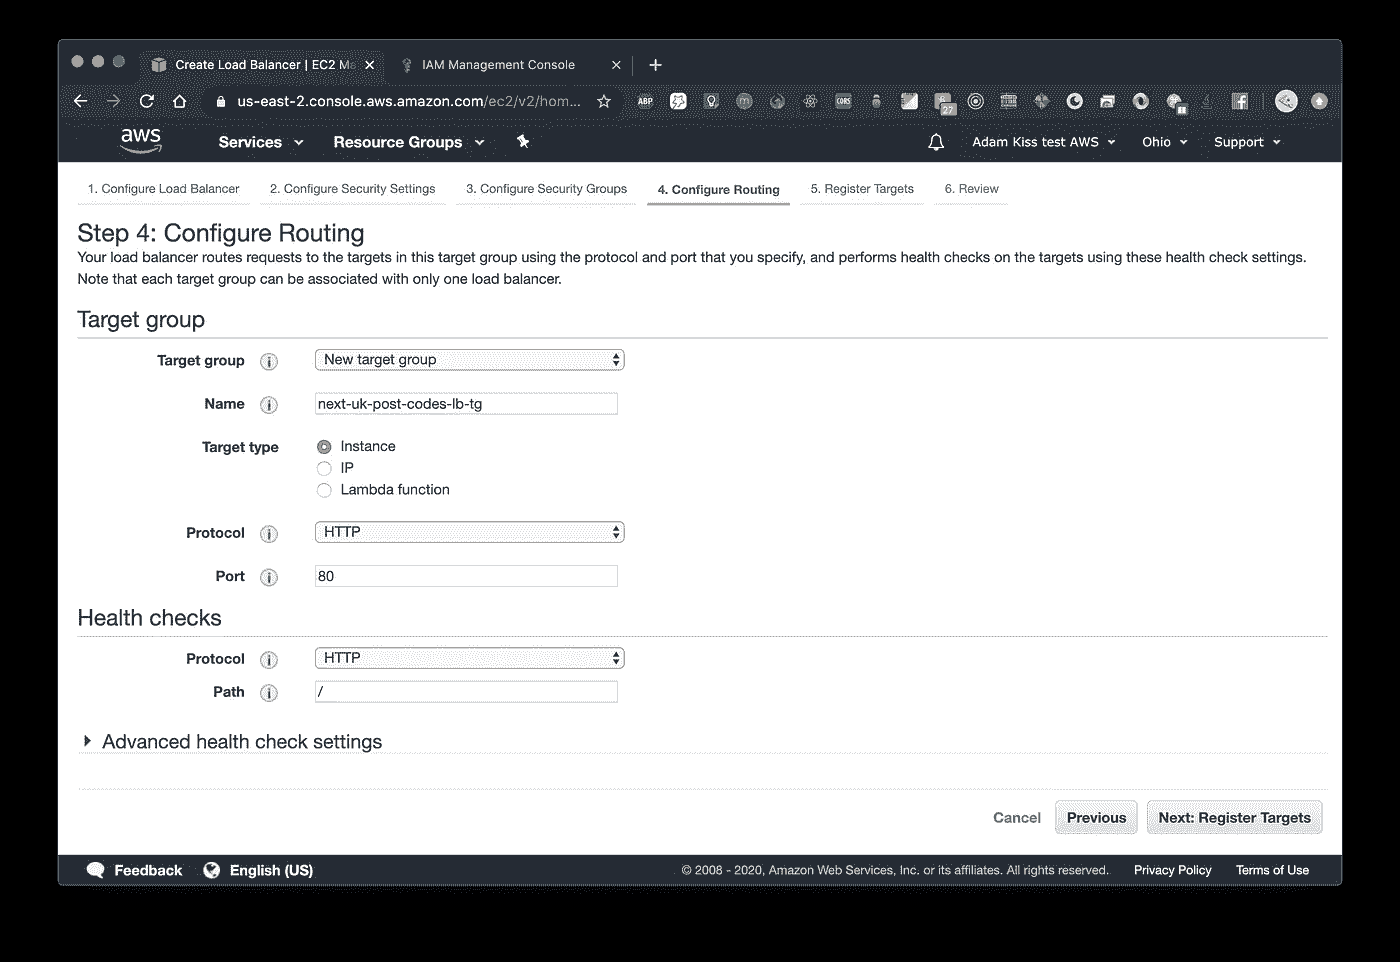 Create Load Balancer | EC2 Ma
IAM Management Console
us-east-2.console.aws.amazon.com/ec2/v2/hom...
ABP
CORS
27
aws
Services
Resource Groups
Adam Kiss test AWS
Ohio
Support
1. Configure Load Balancer
2. Configure Security Settings
3. Configure Security Groups
4. Configure Routing
5. Register Targets
6. Review
Step 4: Configure Routing
Your load balancer routes requests to the targets in this target group using the protocol and port that you specify, and performs health checks on the targets using these health check settings.
Note that each target group can be associated with only one load balancer.
Target group
Target group
New target group
Name
next-uk-post-codes-lb-tg
Target type
Instance
IP
Lambda function
Protocol
HTTP
Port
80
Health checks
Protocol
HTTP
Path
/
Advanced health check settings
Cancel
Previous
Next: Register Targets
Feedback
English (US)
© 2008 - 2020, Amazon Web Services, Inc. or its affiliates. All rights reserved.
Privacy Policy
Terms of Use